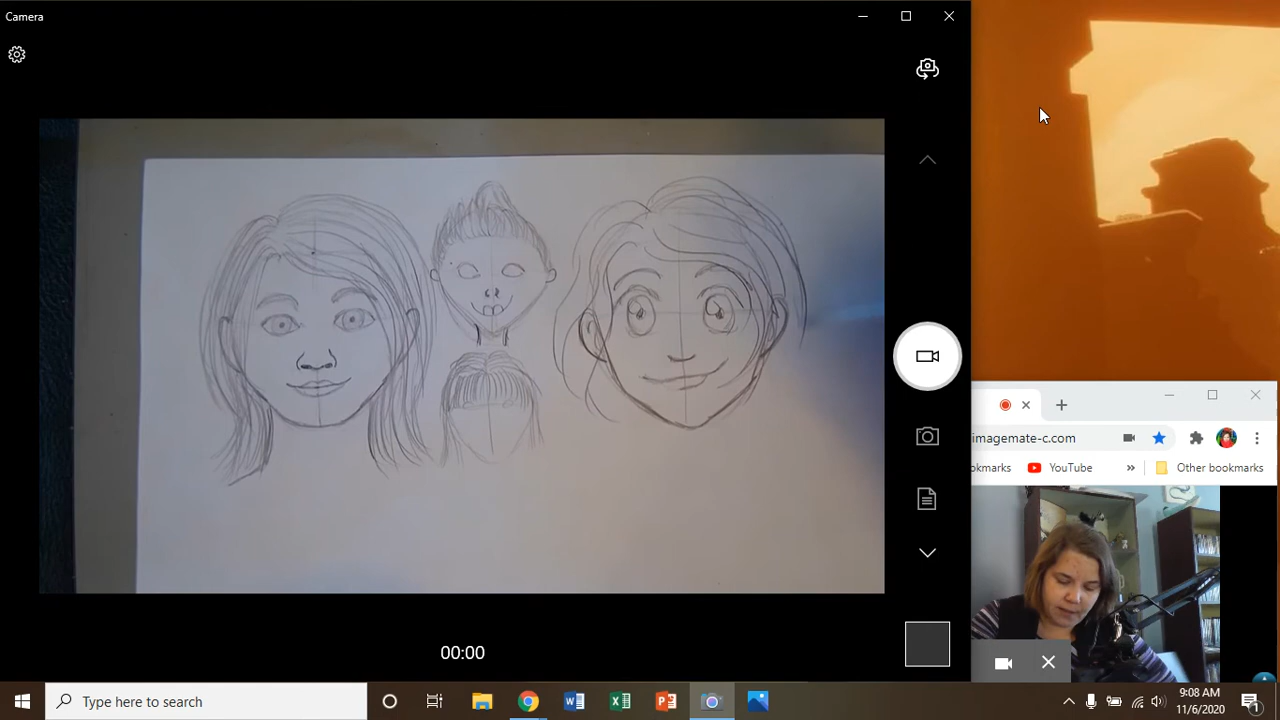 Camera
imagemate-c.com
okmarks
YouTube
»
Other bookmarks
00:00
Type here to search
9:08 AM
11/6/2020